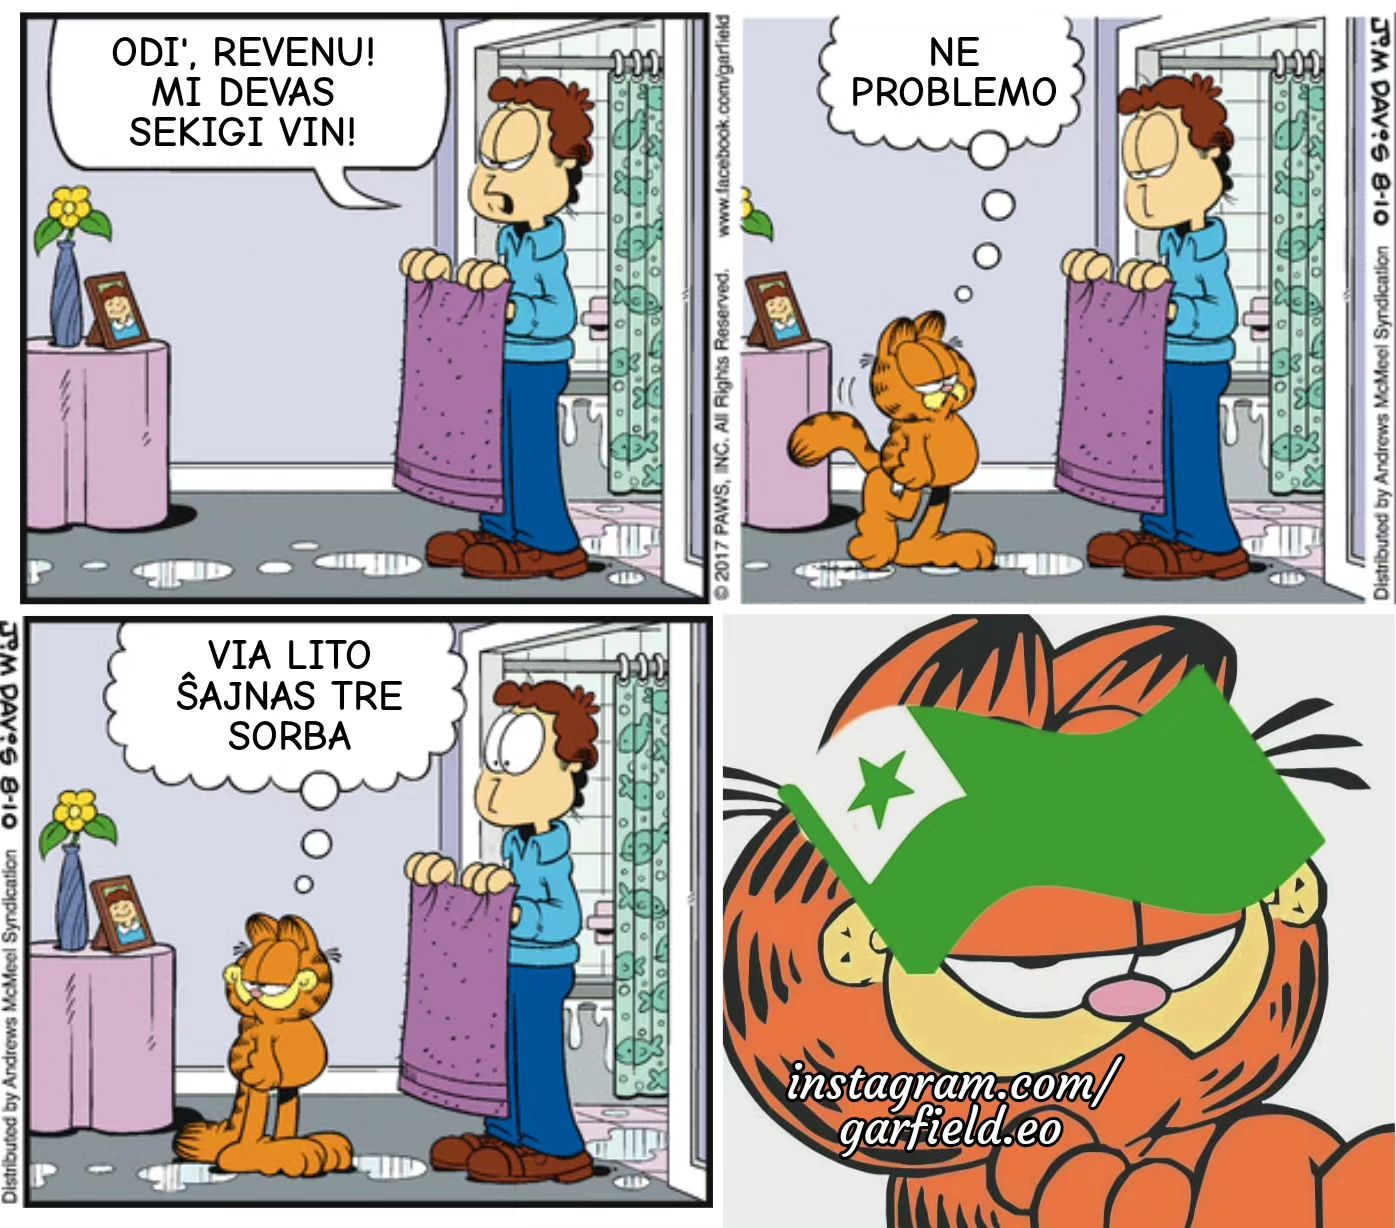 ODI', REVENU!
MI DEVAS
SEKIGI VIN!
© 2017 PAWS, INC. All Rights Reserved. www.facebook.com/garfield
NE
PROBLEMO
JiM DAViS 8-10
Distributed by Andrews McMeel Syndication
JiM DAViS 8-10
Distributed by Andrews McMeel Syndication
VIA LITO
ŜAJNAS TRE
SORBA
instagram.com/
garfield.eo